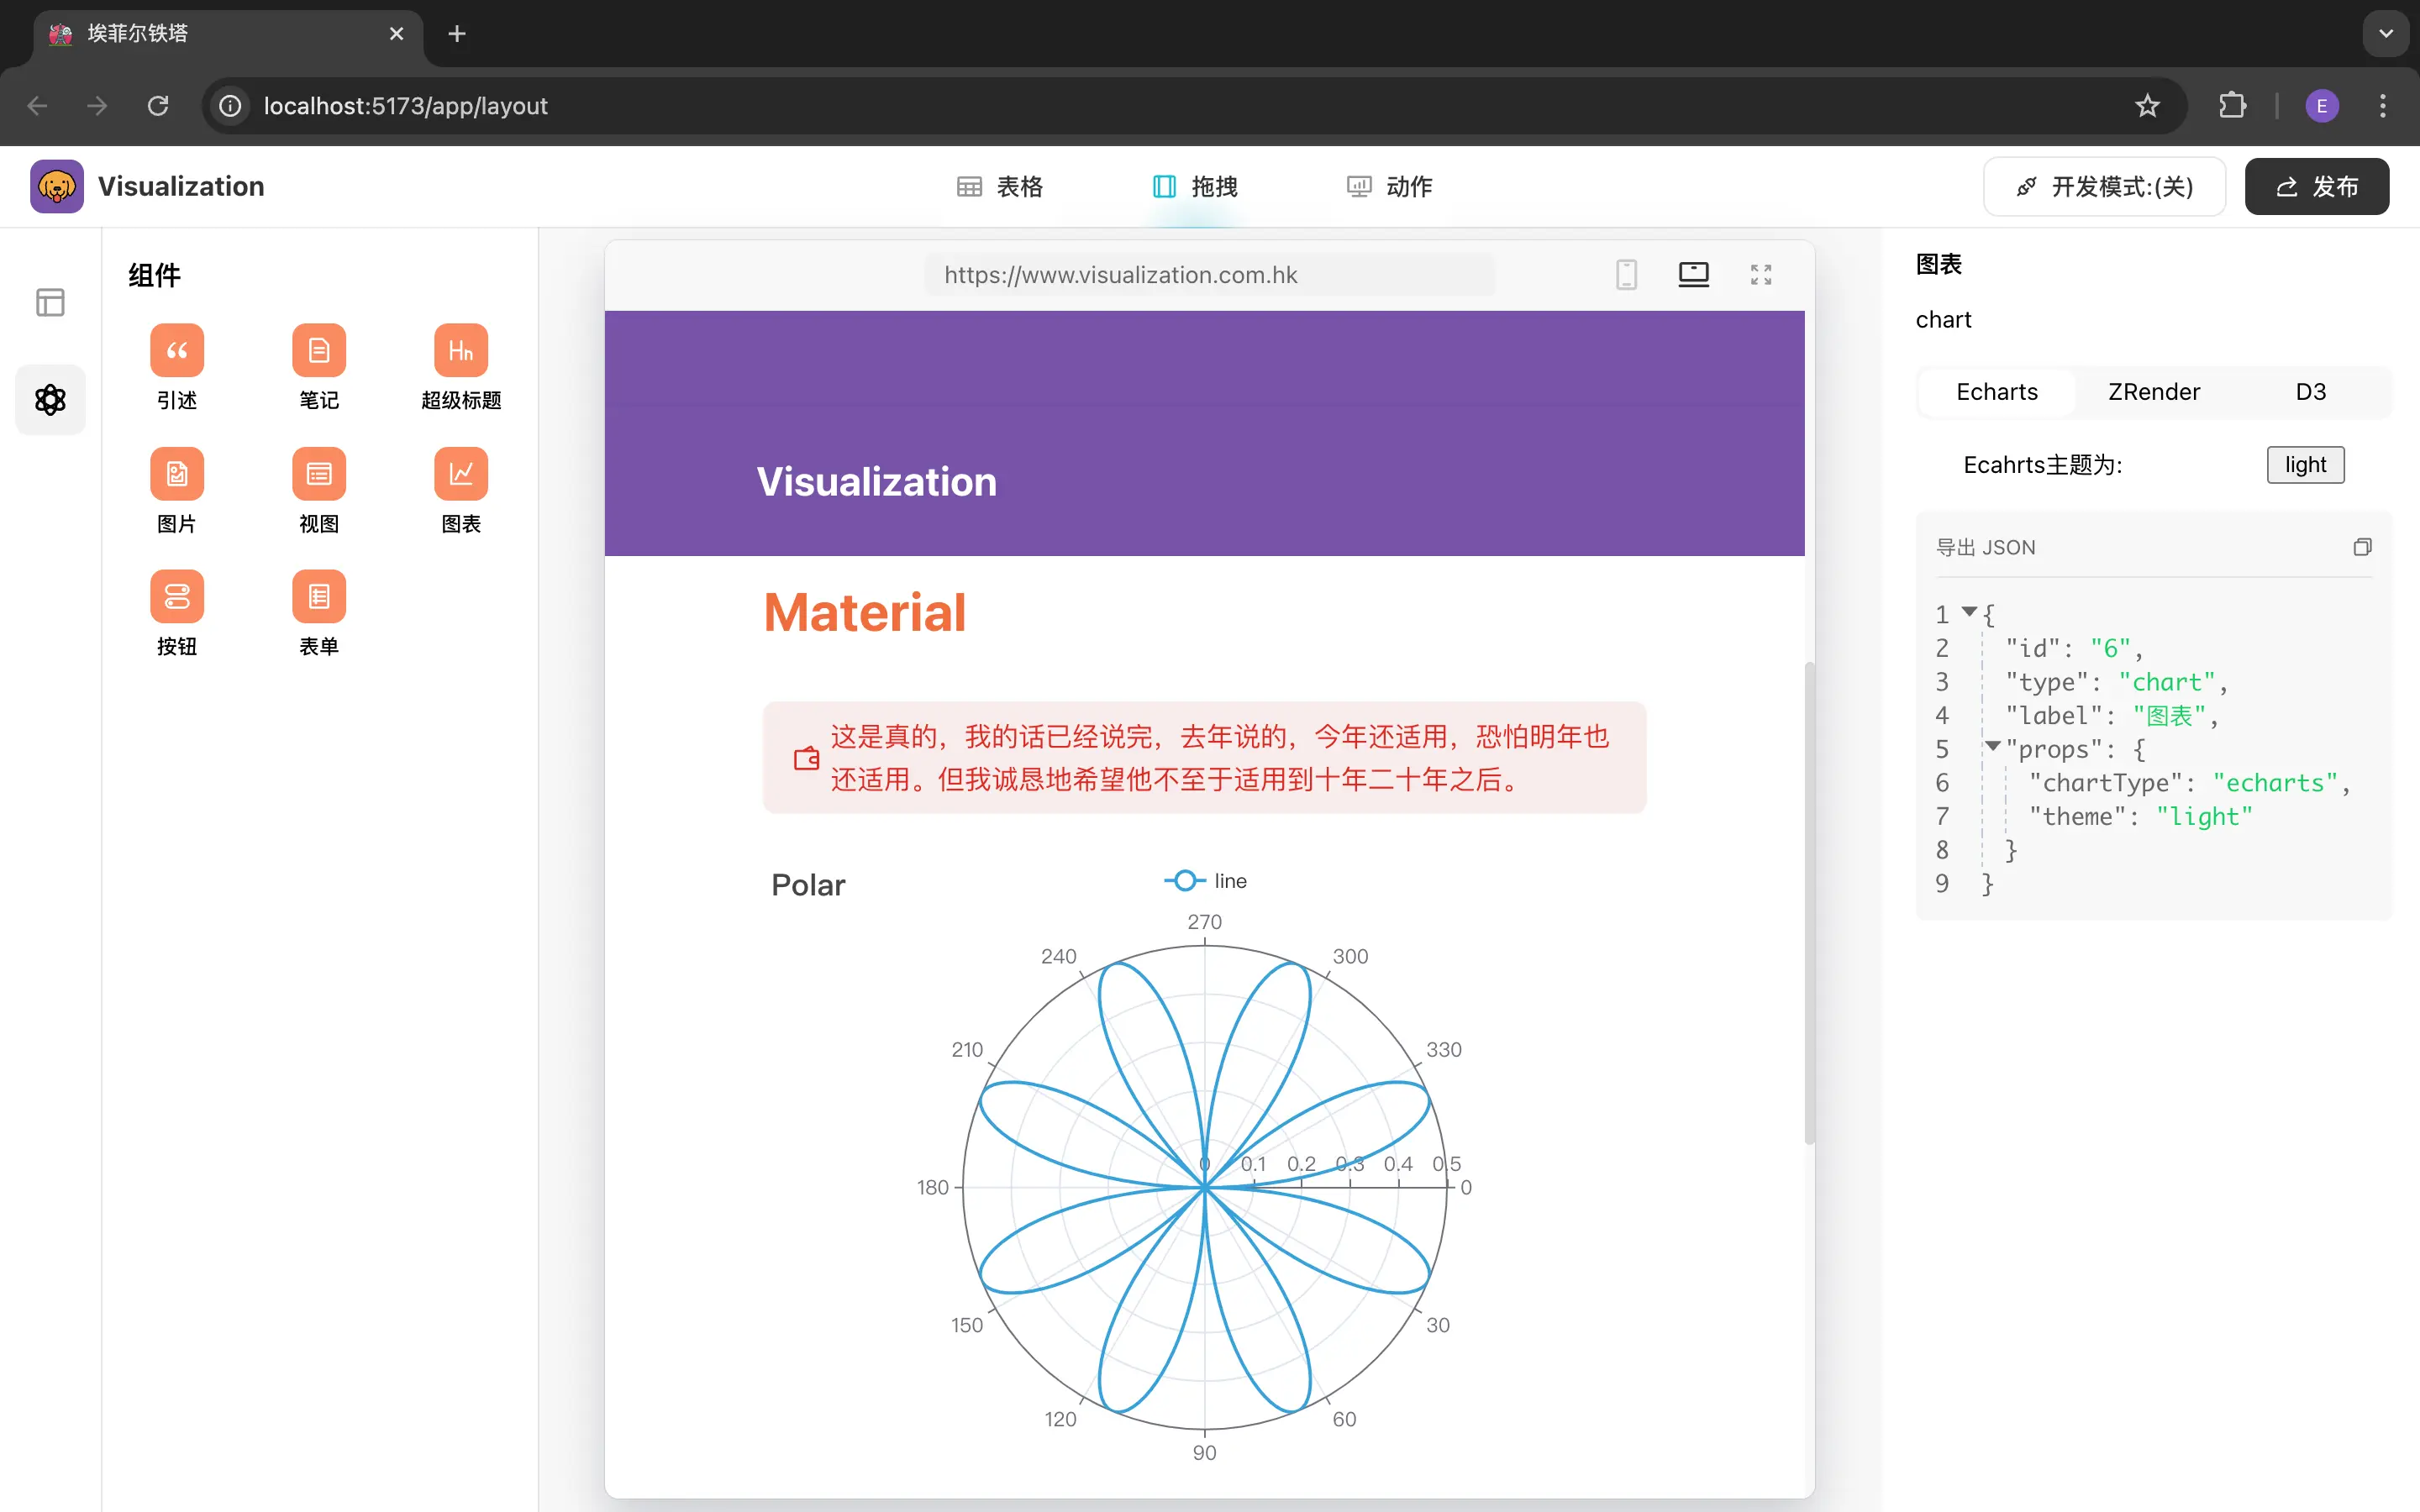 埃菲尔铁塔
localhost:5173/app/layout
E
Visualization
表格
拖拽
动作
开发模式:(关)
发布
组件
引述
笔记
超级标题
Hn
图片
视图
图表
按钮
表单
https://www.visualization.com.hk
Visualization
Material
这是真的，我的话已经说完，去年说的，今年还适用，恐怕明年也
还适用。但我诚恳地希望他不至于适用到十年二十年之后。
Polar
line
270
240
300
210
330
0
0.1
0.2
0.3
0.4
0.5
180
0
150
30
120
60
90
图表
chart
Echarts
ZRender
D3
Ecahrts主题为:
light
导出 JSON
1 {
2 "id": "6",
3 "type": "chart",
4 "label": "图表",
5 "props": {
6 "chartType": "echarts",
7 "theme": "light"
8 }
9 }